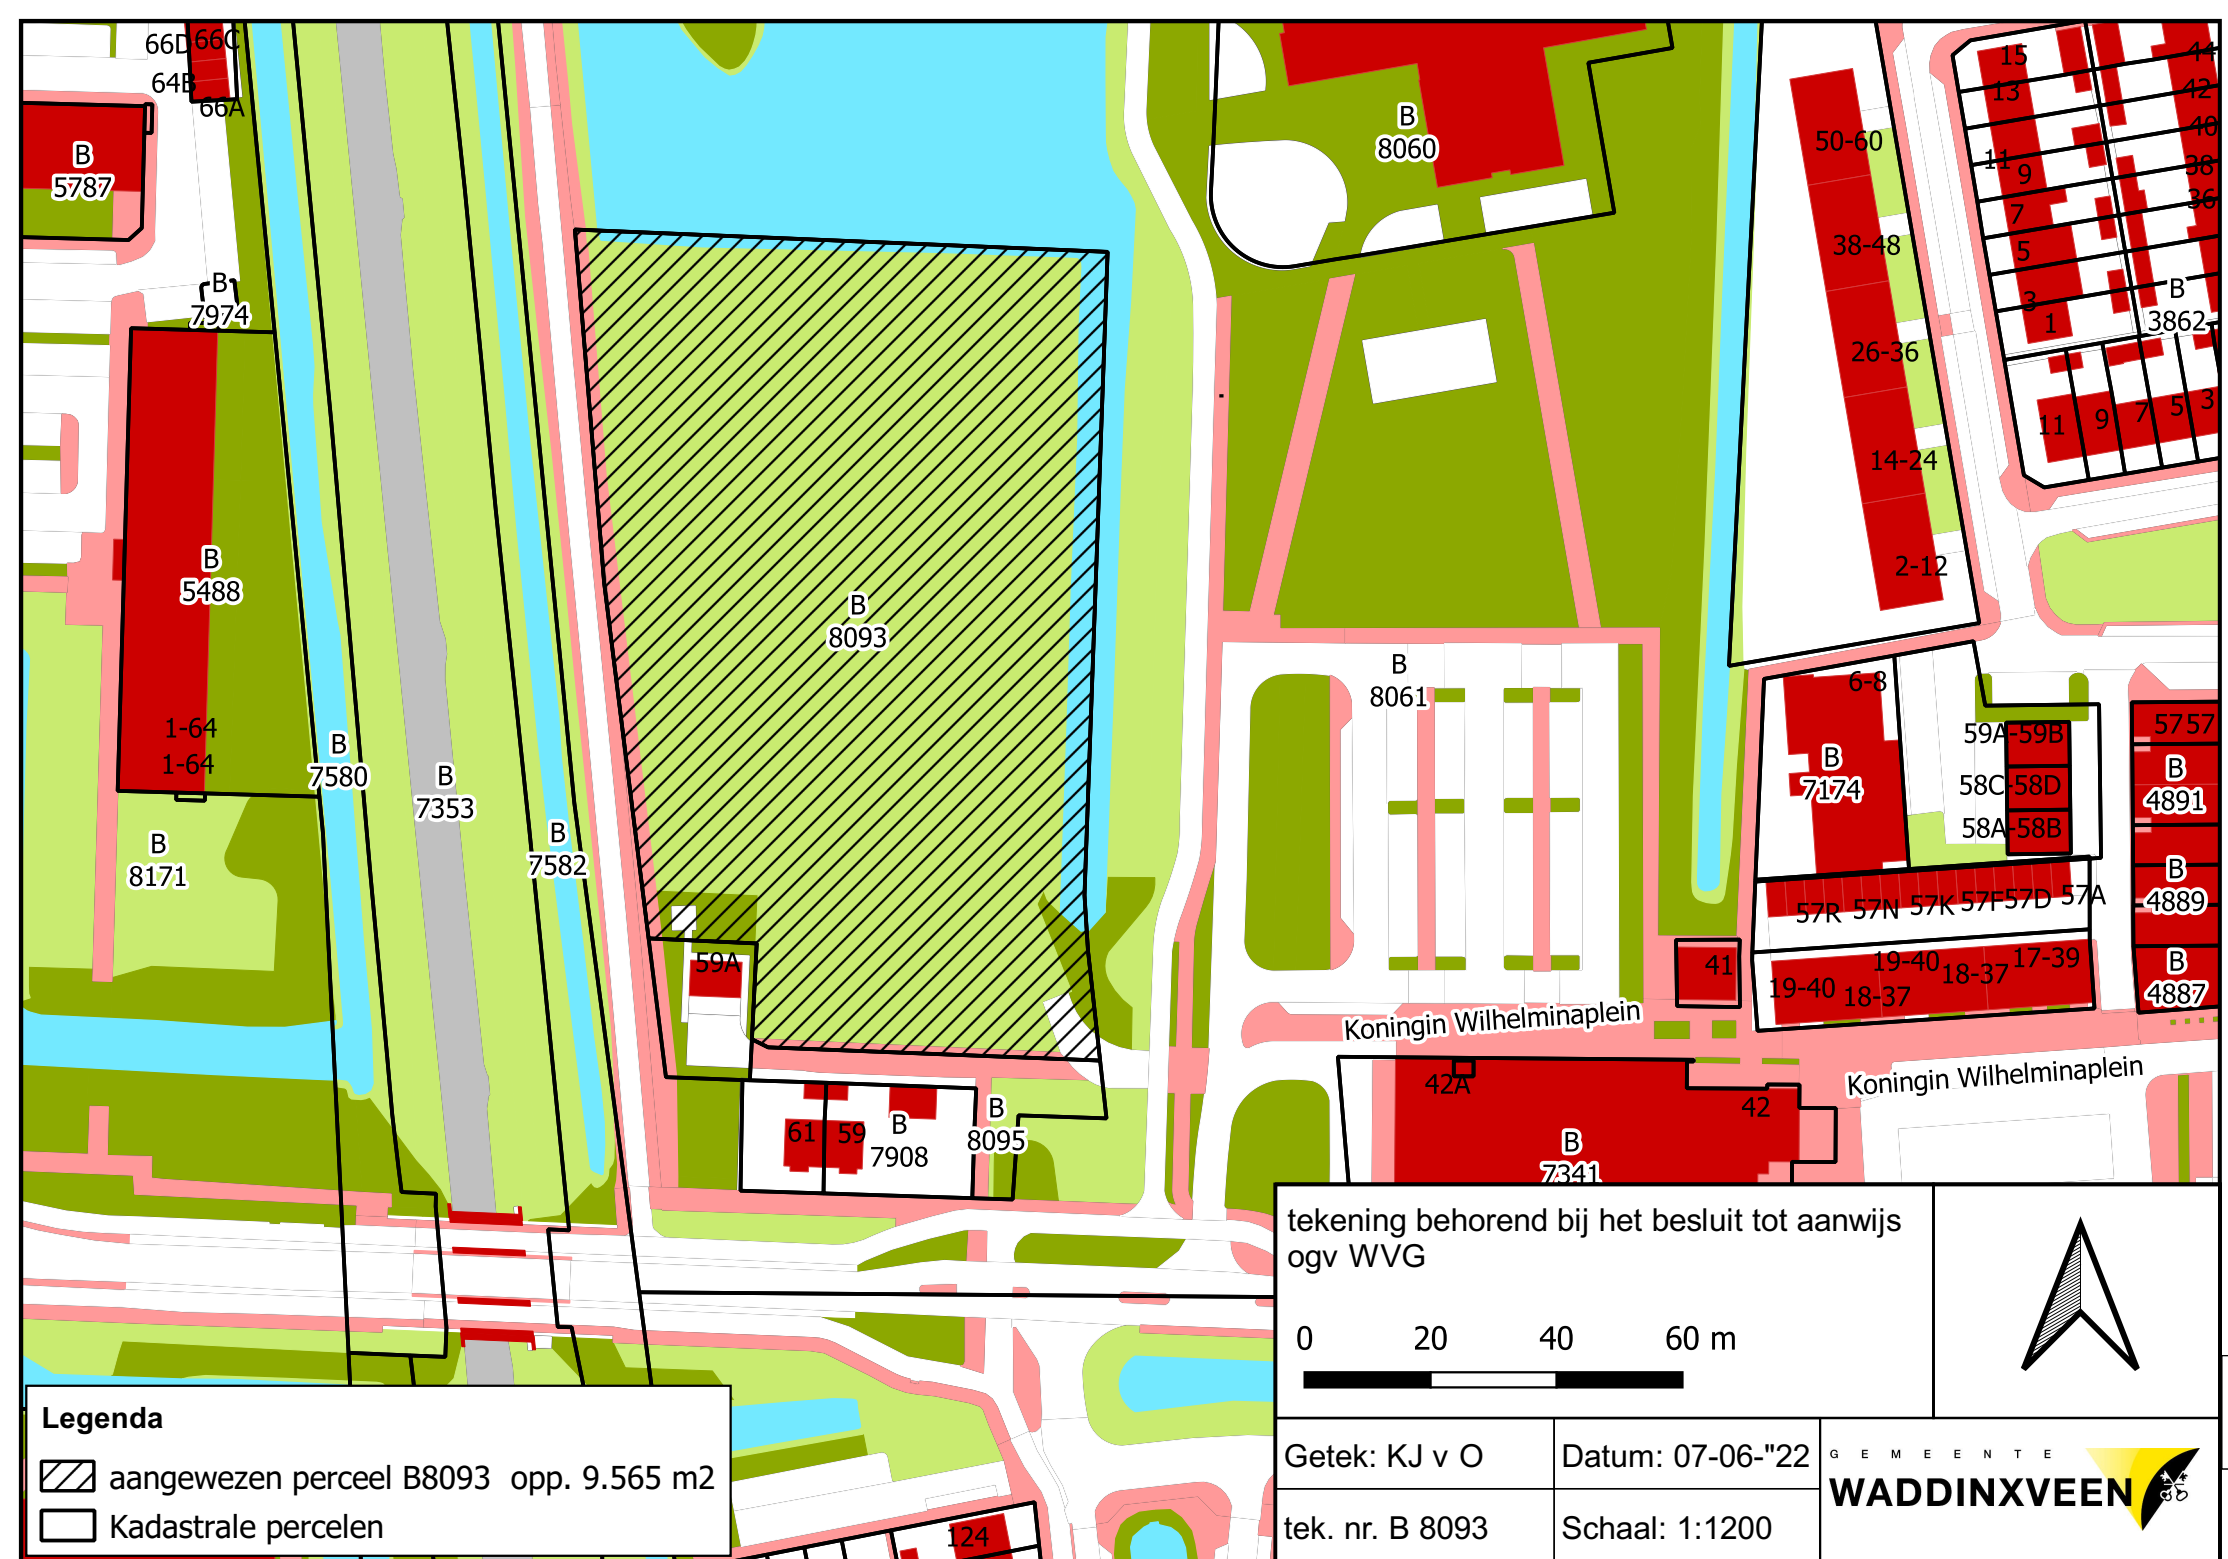 66D 66C
64B
66A
B
5787
B
7974
B
5488
1-64
1-64
B
8171
B
7580
B
7353
B
7582
B
8093
59A
61
59
B
7908
B
8095
B
8060
B
8061
50-60
38-48
26-36
14-24
2-12
15
13
11
9
7
5
3
1
44
42
40
38
36
B
3862
11
9
7
5
3
6-8
B
7174
59A-59B
58C-58D
58A-58B
57 57
B
4891
B
4889
B
4887
57R 57N 57K 57F 57D 57A
41
19-40 18-37 19-40 18-37 17-39
Koningin Wilhelminaplein
Koningin Wilhelminaplein
42A
42
B
7341
124
tekening behorend bij het besluit tot aanwijs
ogv WVG
0 20 40 60 m
Getek: KJ v O
Datum: 07-06-"22
tek. nr. B 8093
Schaal: 1:1200
GEMEENTE
WADDINXVEEN
Legenda
aangewezen perceel B8093 opp. 9.565 m2
Kadastrale percelen